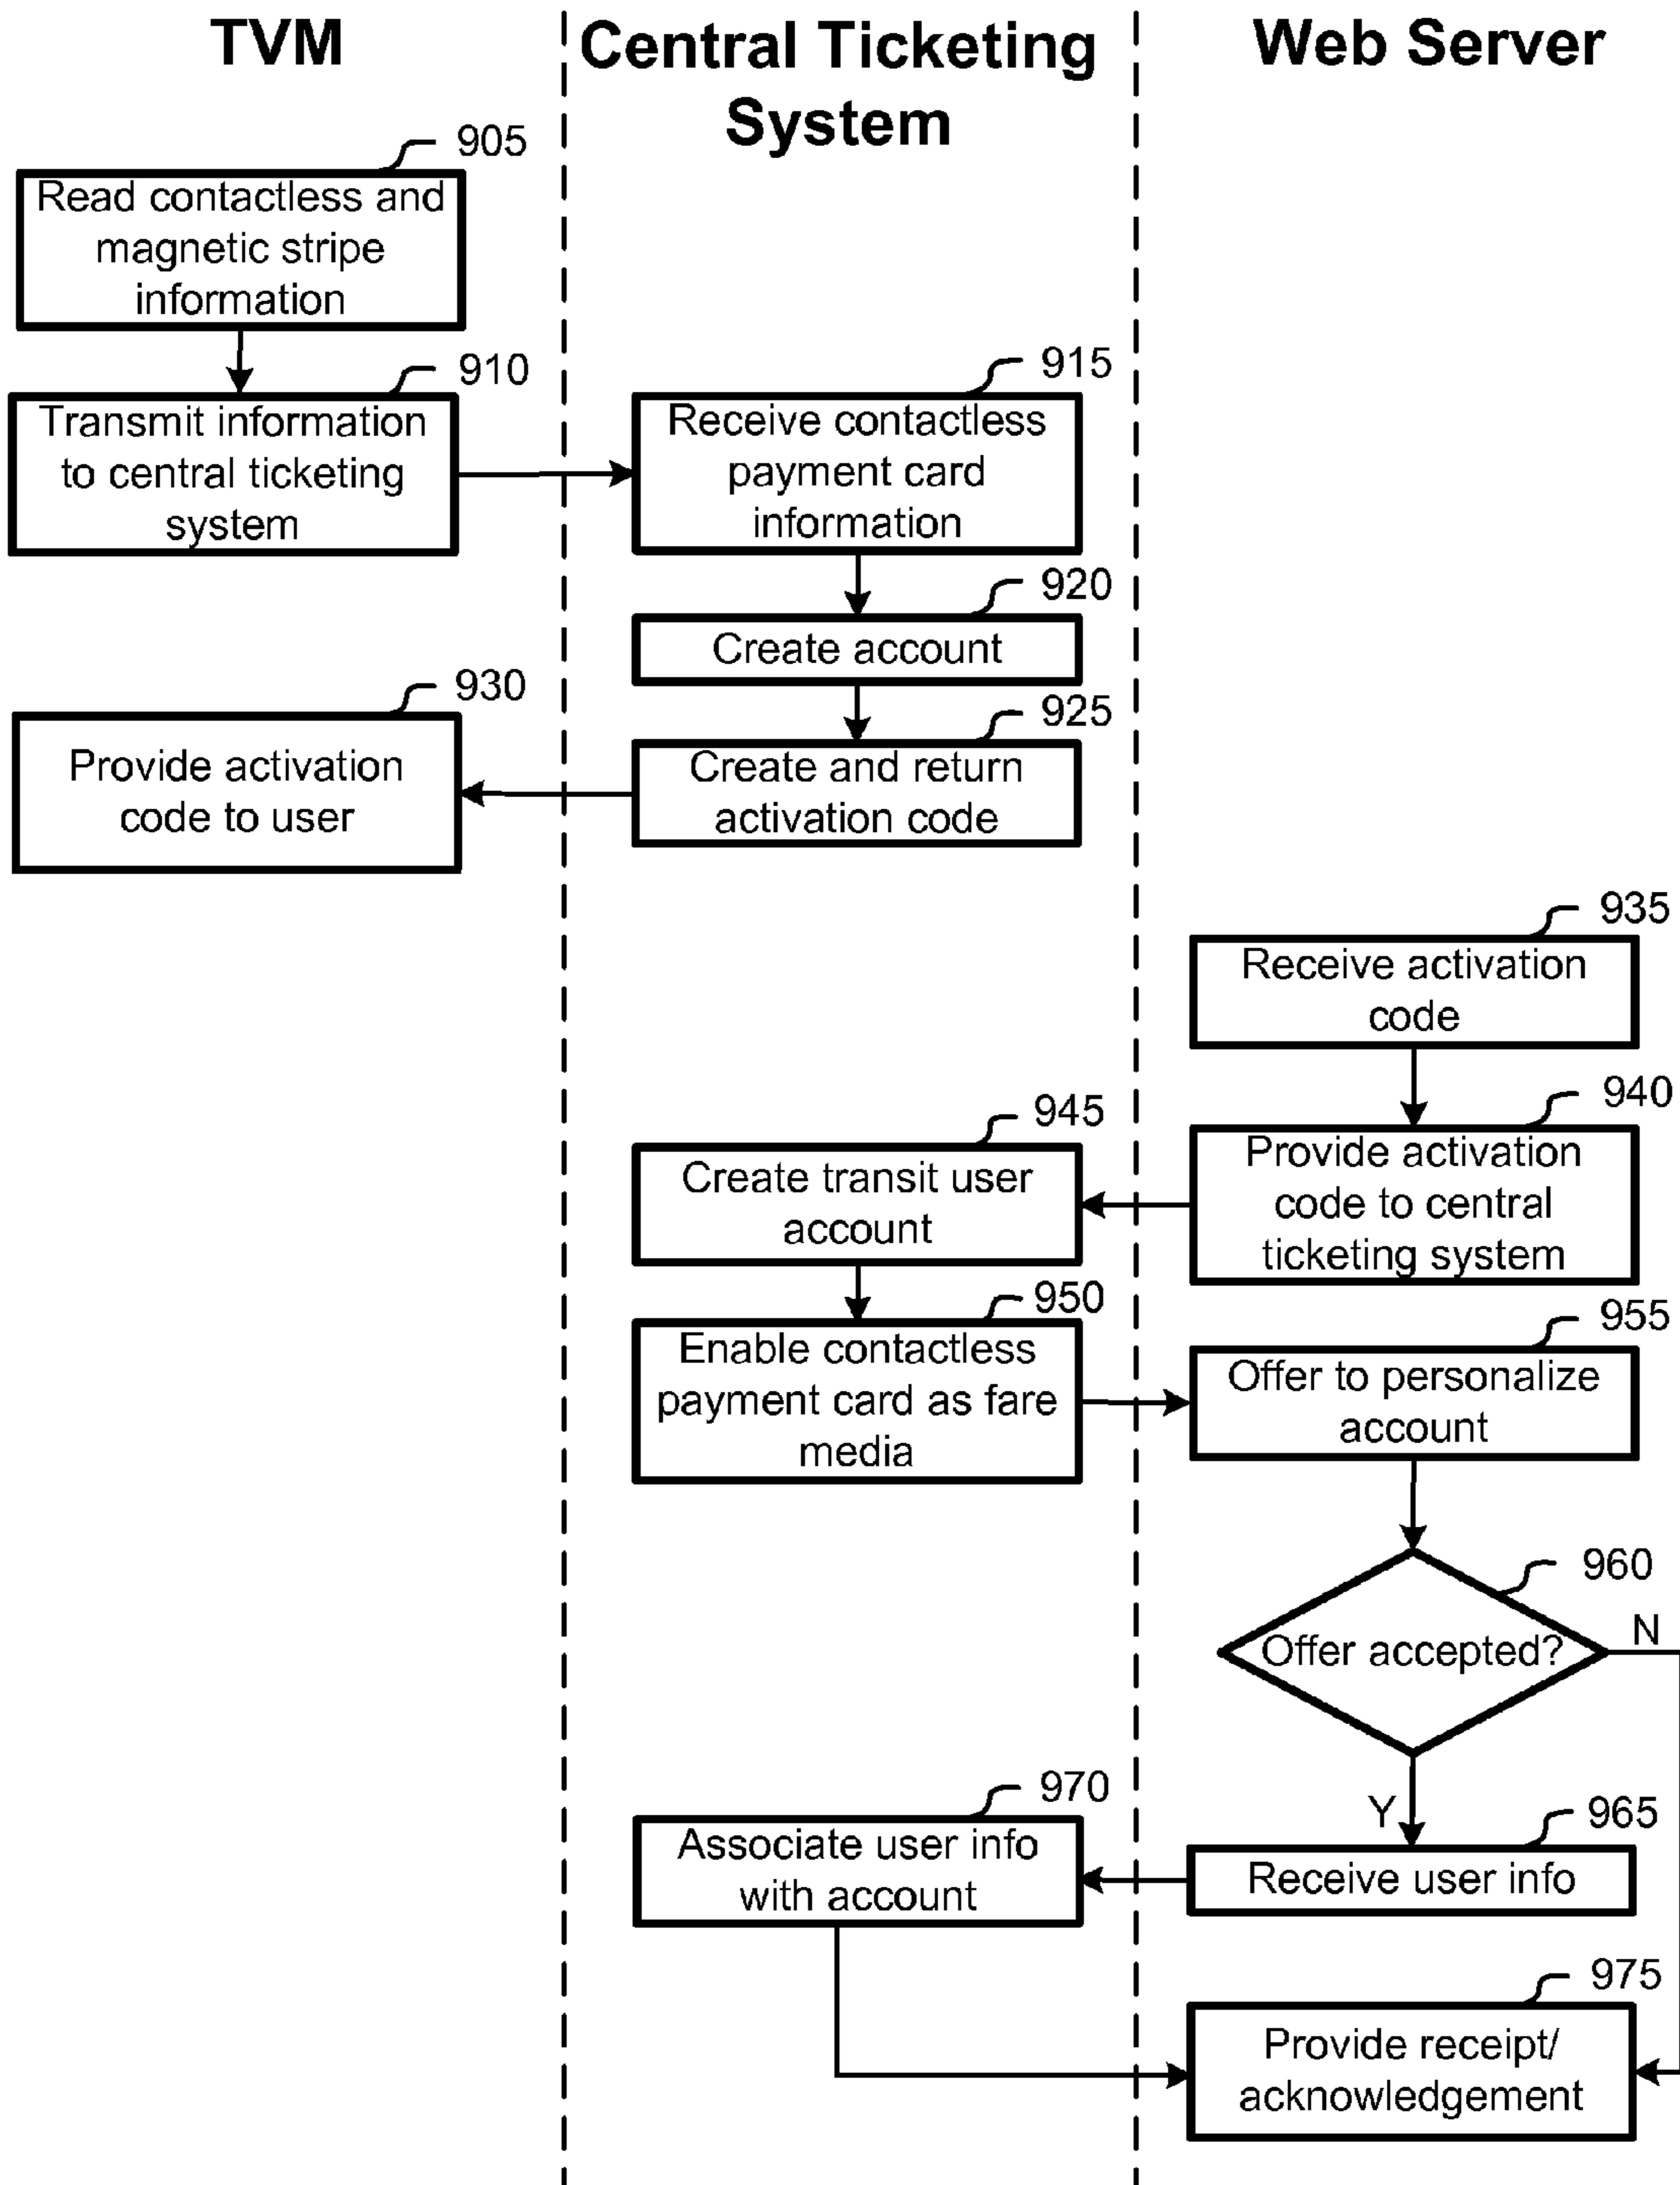 TVM
Central Ticketing
System
Web Server
905
Read contactless and
magnetic stripe
information
910
Transmit information
to central ticketing
system
915
Receive contactless
payment card
information
920
Create account
925
Create and return
activation code
930
Provide activation
code to user
935
Receive activation
code
940
Provide activation
code to central
ticketing system
945
Create transit user
account
950
Enable contactless
payment card as fare
media
955
Offer to personalize
account
960
Offer accepted?
N
Y
965
Receive user info
970
Associate user info
with account
975
Provide receipt/
acknowledgement